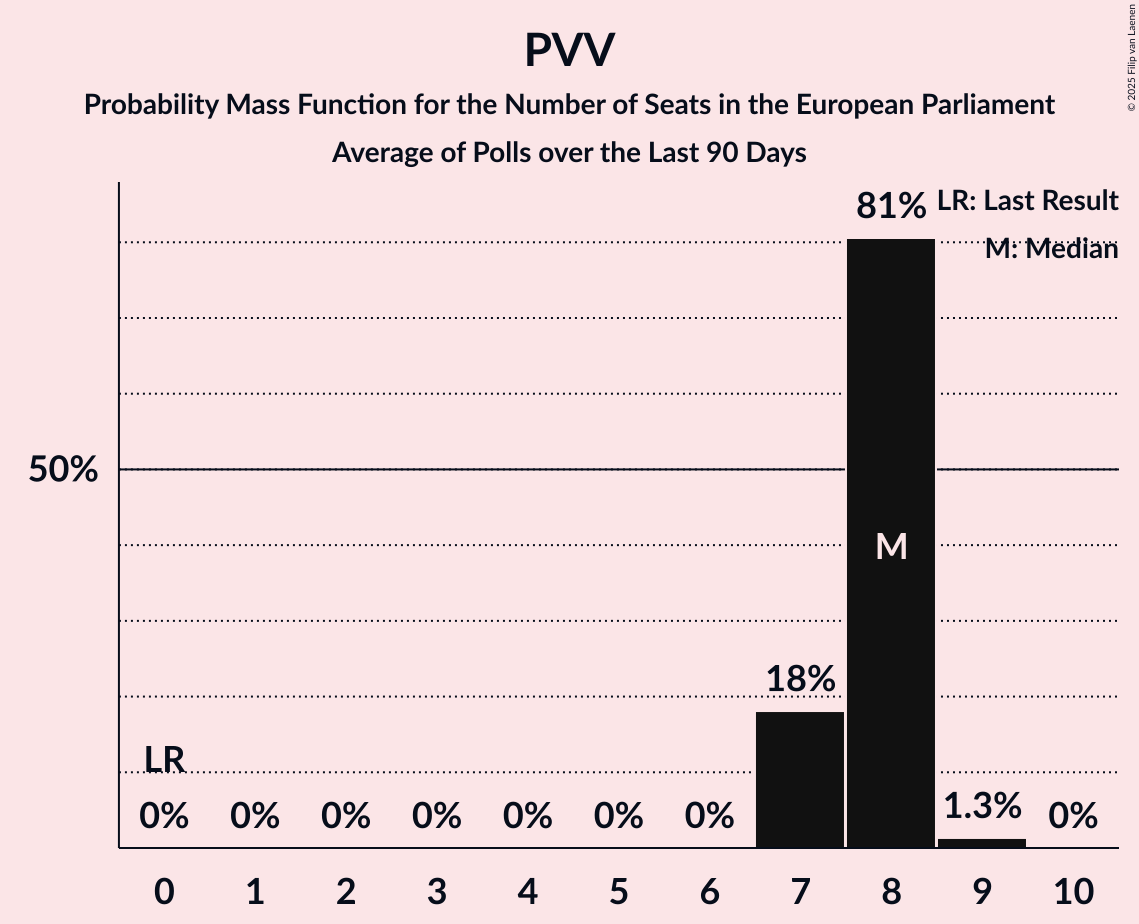 PVV
Probability Mass Function for the Number of Seats in the European Parliament
Average of Polls over the Last 90 Days
© 2025 Filip van Laenen
LR: Last Result
M: Median
81%
50%
M
18%
LR
0% 0% 0% 0% 0% 0% 0% 1.3% 0%
0 1 2 3 4 5 6 7 8 9 10